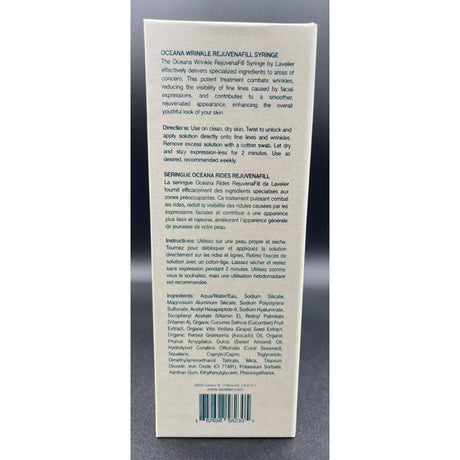 OCEANA WRINKLE REJUVENAFILL SYRINGE
The Oceana Wrinkle RejuvenaFill Syringe by Lavelier
effectively delivers specialized ingredients to areas of
concern. This potent treatment combats wrinkles,
reducing the visibility of fine lines caused by facial
expressions, and contributes to a smoother,
rejuvenated appearance, enhancing the overall
youthful look of your skin.
Directions: Use on clean, dry skin. Twist to unlock and
apply solution directly onto fine lines and wrinkles.
Remove excess solution with a cotton swab. Let dry
and stay expression-less for 2 minutes. Use as
desired, recommended weekly.
SERINGUE OCEANA RIDES REJUVENAFILL
La seringue Oceana Rides RejuvenaFill de Lavelier
fournit efficacement des ingrédients spécialisés aux
zones préoccupantes. Ce traitement puissant combat
les rides, réduit la visibilité des ridules causées par les
expressions faciales et contribue à une apparence
plus lisse et rajeunie, améliorant l'apparence générale
de jeunesse de votre peau.
Instructions: Utilisez sur une peau propre et sèche.
Tournez pour déverrouiller et appliquez la solution
directement sur les rides et ridules. Retirez l'excès de
solution avec un coton-tige. Laissez sécher et restez
sans expression pendant 2 minutes. Utilisez comme
vous le souhaitez, mais une utilisation hebdomadaire
est recommandée.
Ingredients: Aqua/Water/Eau, Sodium Silicate,
Magnesium Aluminum Silicate, Sodium Polystyrene
Sulfonate, Acetyl Hexapeptide-8, Sodium Hyaluronate,
Tocopheryl Acetate (Vitamin E), Retinyl Palmitate
(Vitamin A), Organic Cucumis Sativus (Cucumber) Fruit
Extract, Organic Vitis Vinifera (Grape) Seed Extract,
Organic Persea Gratissima (Avocado) Oil, Organic
Prunus Amygdalus Dulcis (Sweet Almond) Oil,
Hydrolyzed Corallina Officinalis (Coral Seaweed),
Squalane, Caprylic/Capric Triglyceride,
Dimethylaminoethanol Tartrate, Mica, Titanium
Dioxide, Iron Oxide (CI 77491), Potassium Sorbate,
Xanthan Gum, Ethylhexylglycerin, Phenoxyethanol.
www.lavelier.com